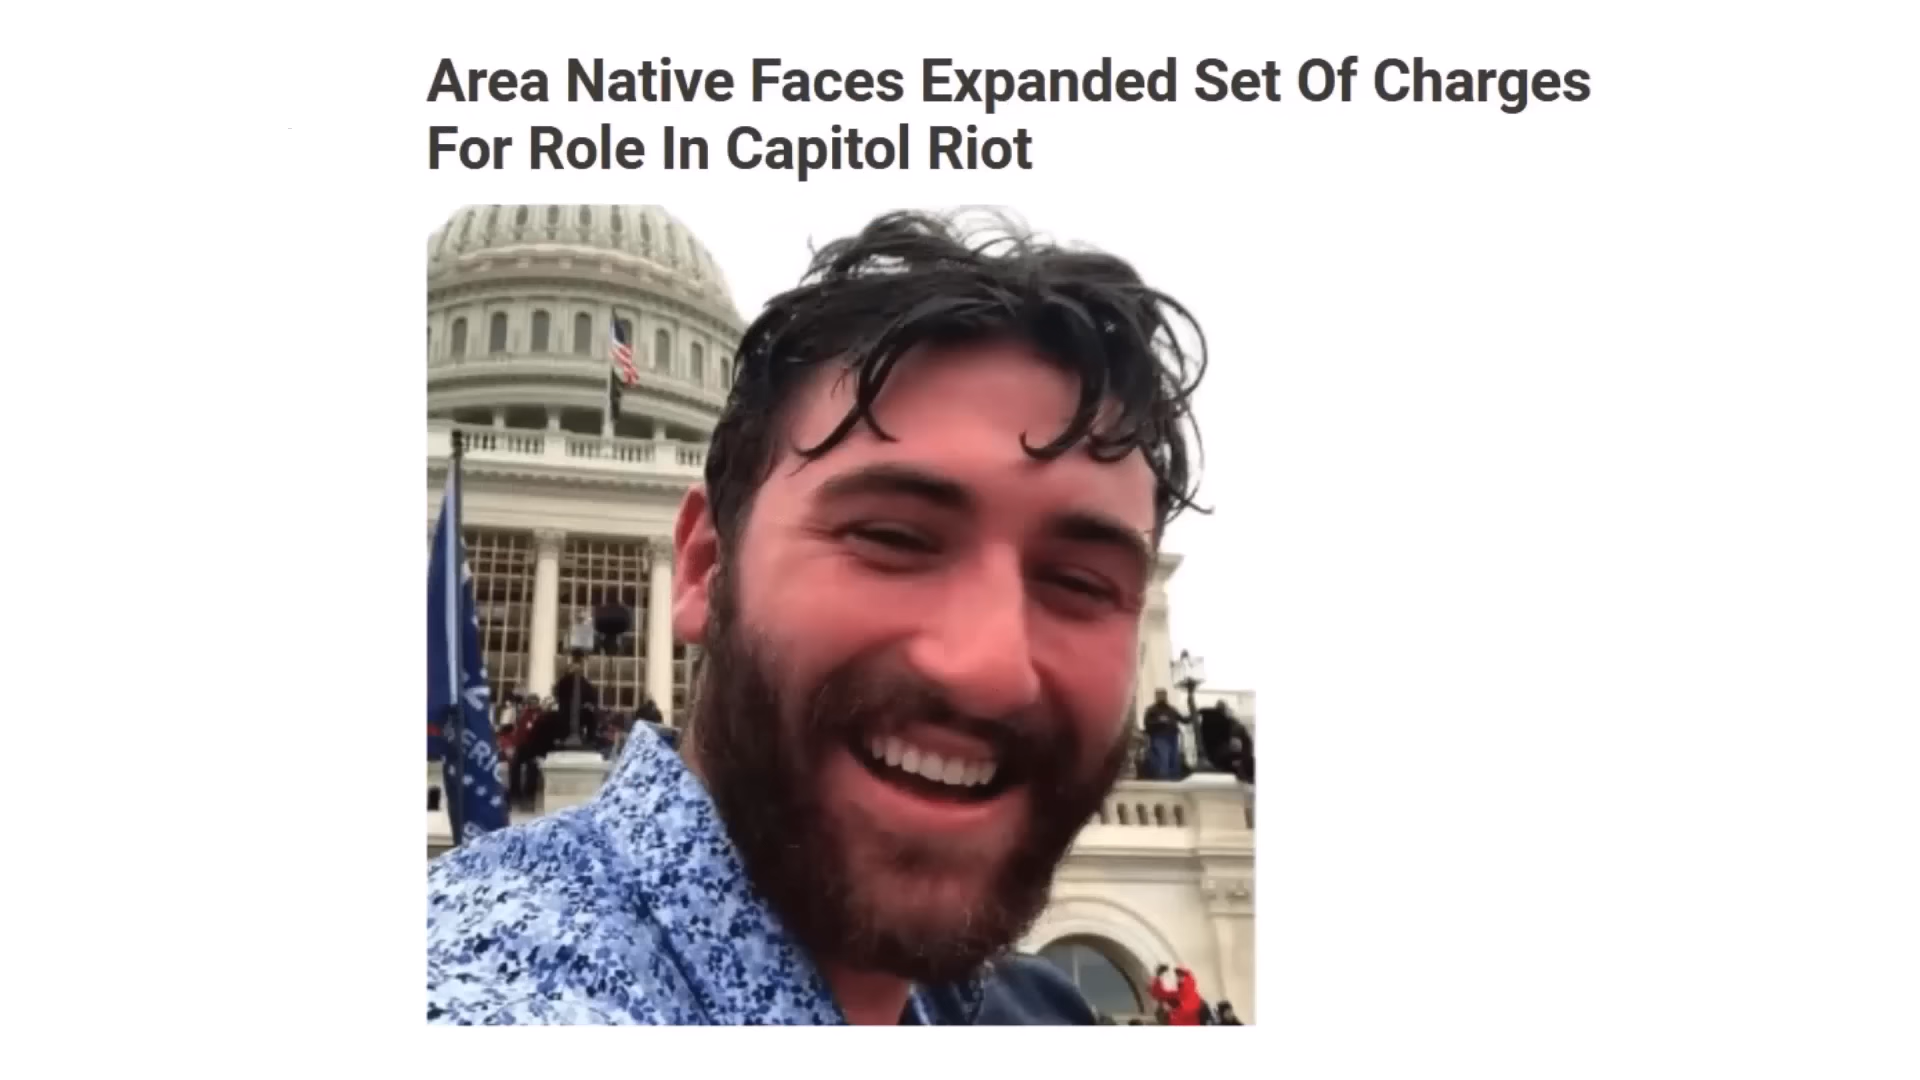 Area Native Faces Expanded Set Of Charges
For Role In Capitol Riot